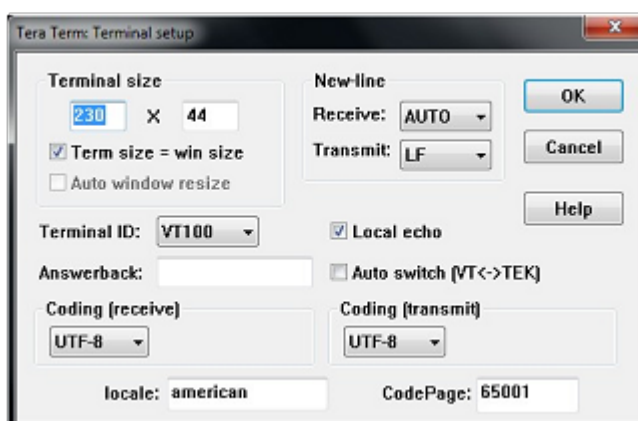 Tera Term: Terminal setup
Terminal size
230 X 44
Term size = win size
Auto window resize
New-line
Receive: AUTO
Transmit: LF
OK
Cancel
Help
Terminal ID: VT100
Local echo
Answerback:
Auto switch (VT<->TEK)
Coding (receive)
UTF-8
Coding (transmit)
UTF-8
locale: american
CodePage: 65001